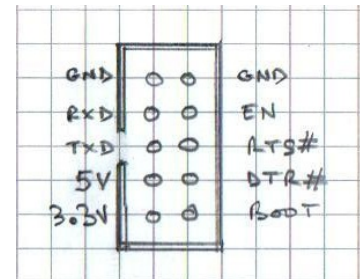 GND GND
RXD EN
TXD RTS#
5V DTR#
3.3V BOOT